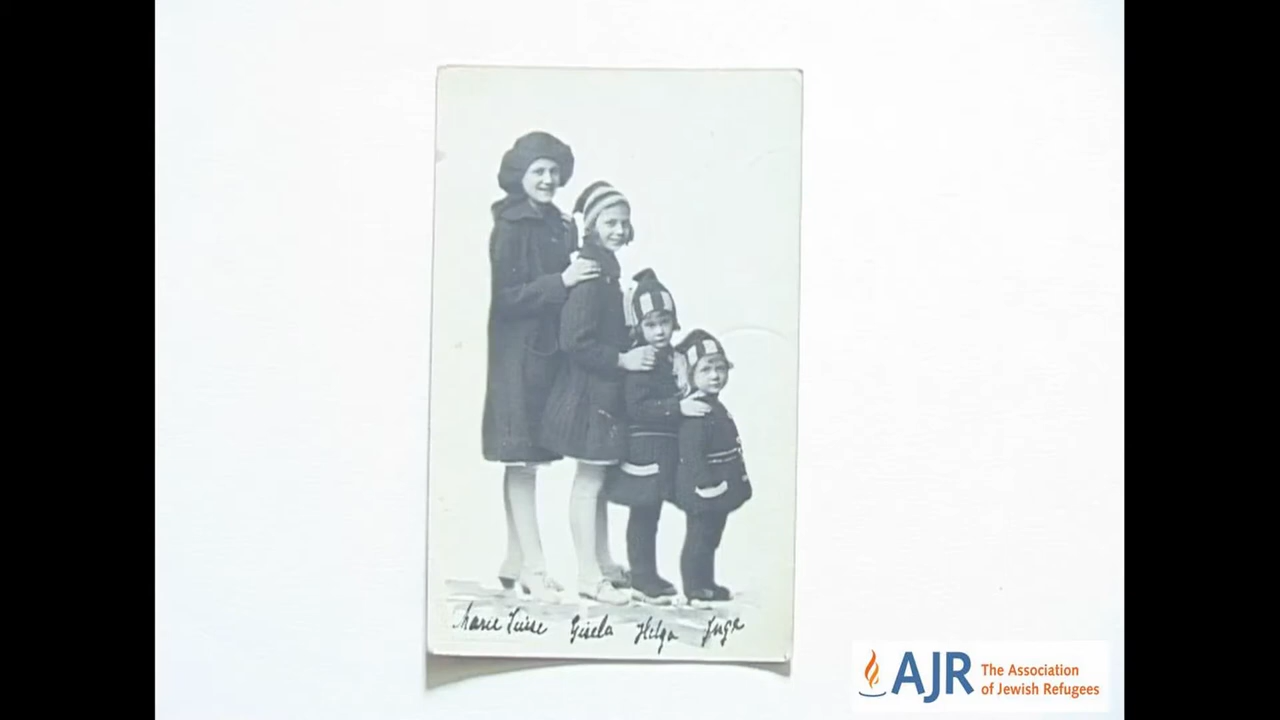 Marie Luise Gisela Helga Inge
AJR The Association
of Jewish Refugees